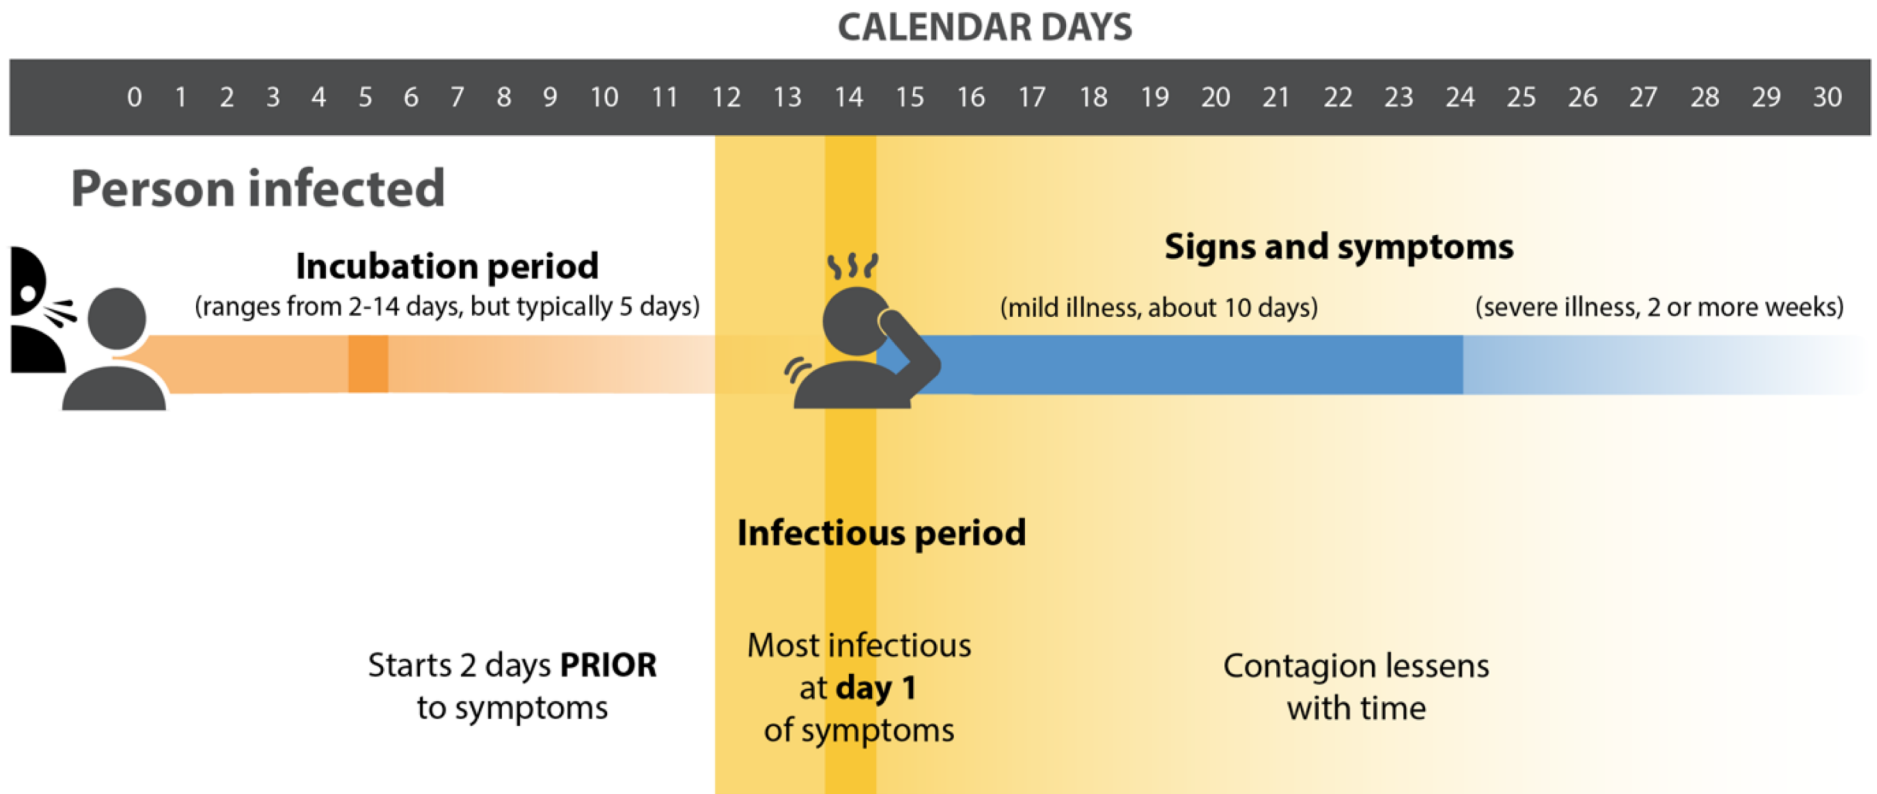 CALENDAR DAYS
0 1 2 3 4 5 6 7 8 9 10 11 12 13 14 15 16 17 18 19 20 21 22 23 24 25 26 27 28 29 30
Person infected
Incubation period
(ranges from 2-14 days, but typically 5 days)
Signs and symptoms
(mild illness, about 10 days)
(severe illness, 2 or more weeks)
Infectious period
Starts 2 days PRIOR
to symptoms
Most infectious
at day 1
of symptoms
Contagion lessens
with time